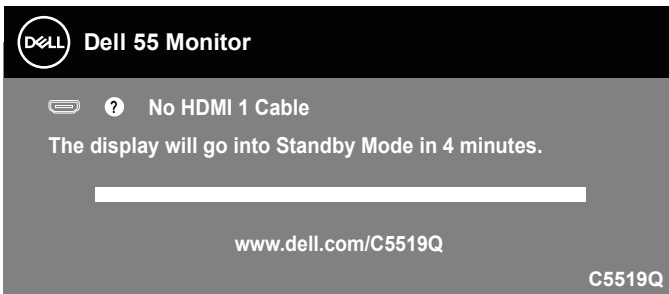 DELL Dell 55 Monitor
? No HDMI 1 Cable
The display will go into Standby Mode in 4 minutes.
www.dell.com/C5519Q
C5519Q